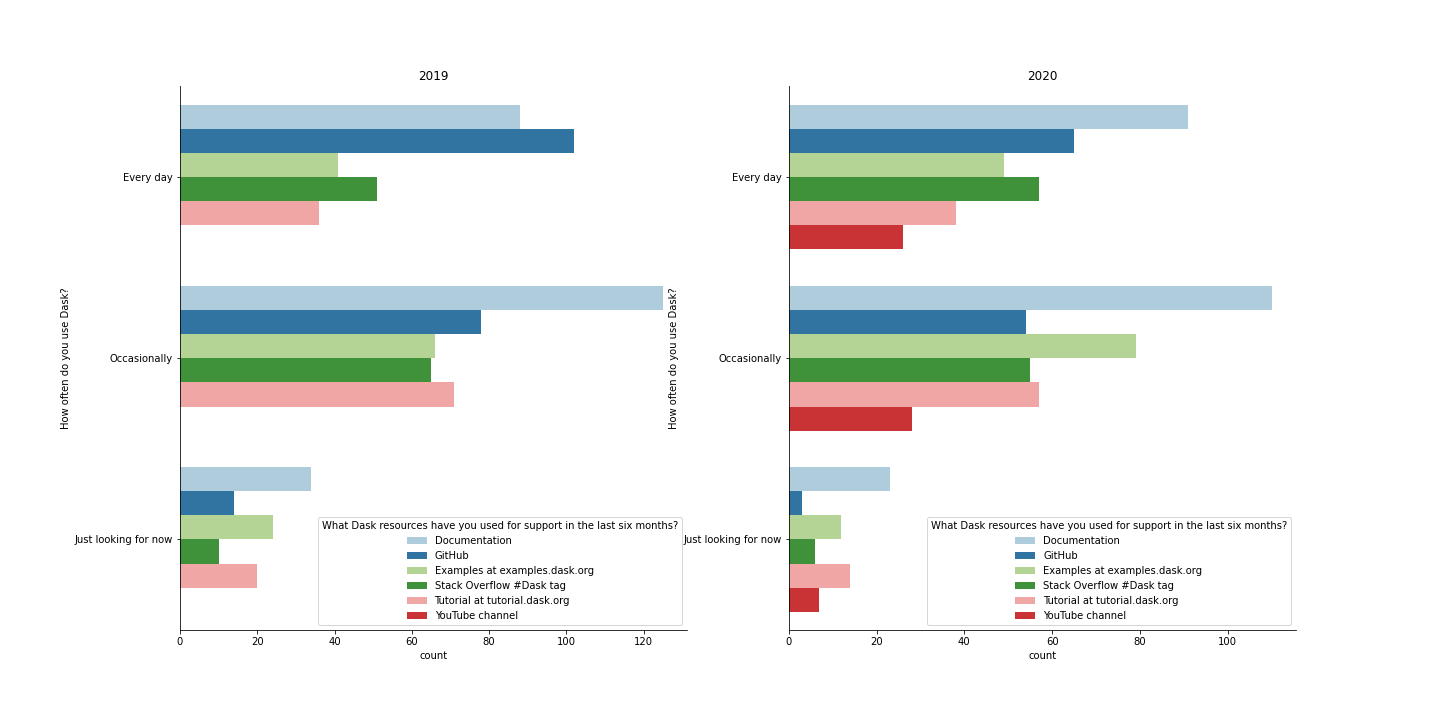 2019
How often do you use Dask?
Every day
Occasionally
Just looking for now
What Dask resources have you used for support in the last six months?
Documentation
GitHub
Examples at examples.dask.org
Stack Overflow #Dask tag
Tutorial at tutorial.dask.org
YouTube channel
0 20 40 60 80 100 120
count
2020
How often do you use Dask?
Every day
Occasionally
Just looking for now
What Dask resources have you used for support in the last six months?
Documentation
GitHub
Examples at examples.dask.org
Stack Overflow #Dask tag
Tutorial at tutorial.dask.org
YouTube channel
0 20 40 60 80 100
count